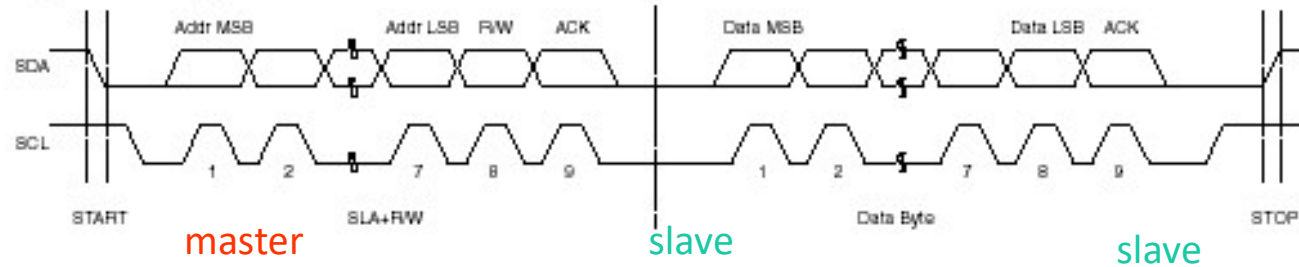 Addr MSB Addr LSB R/W ACK Data MSB Data LSB ACK
SDA
SCL
1 2 7 8 9 1 2 7 8 9
START SLA+R/W Data Byte STOP
master slave slave